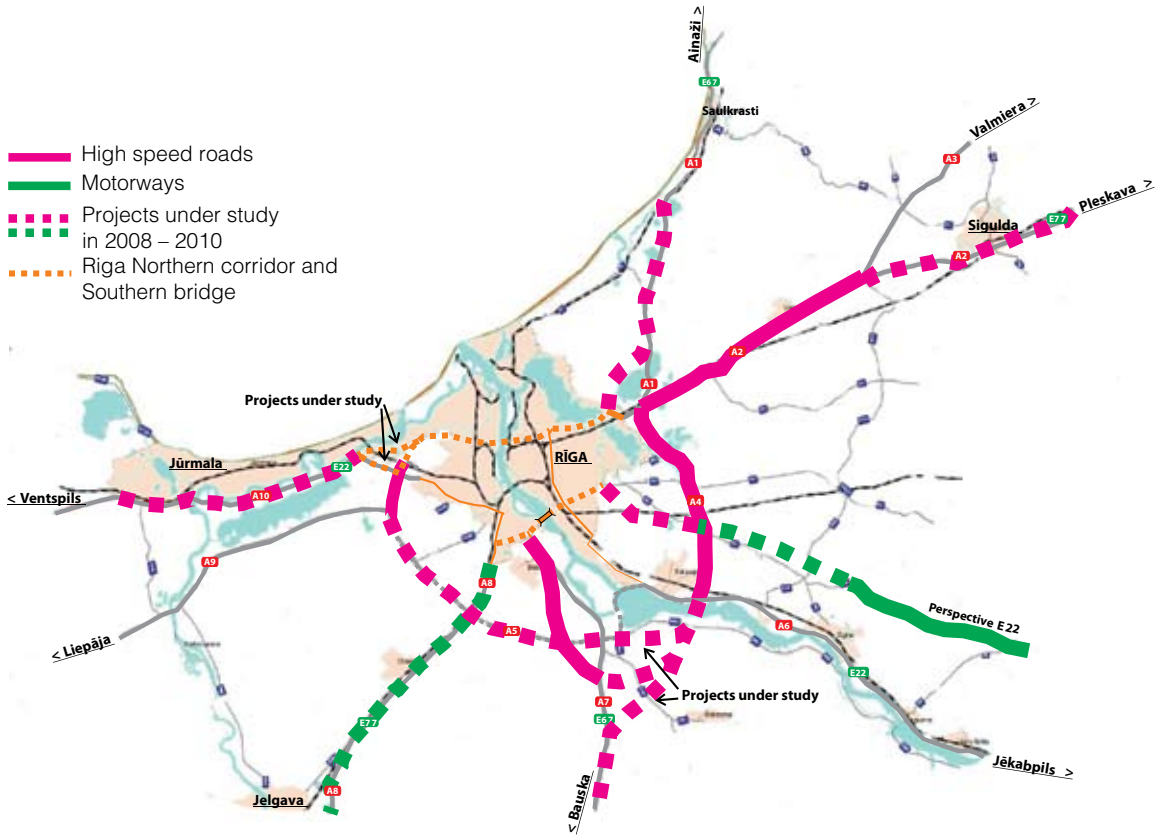 Ainaži >
E67
Saulkrasti
Valmiera >
A1
A3
High speed roads
Motorways
Pleskava >
Projects under study
in 2008 – 2010
E77
Sigulda
A2
Riga Northern corridor and
Southern bridge
A2
A1
Projects under study
RĪGA
Jūrmala
E22
A10
< Ventspils
A4
A9
A8
Perspective E22
A5
A6
< Liepāja
E22
Projects under study
A7
E67
E77
Jēkabpils >
A8
Jelgava
< Bauska